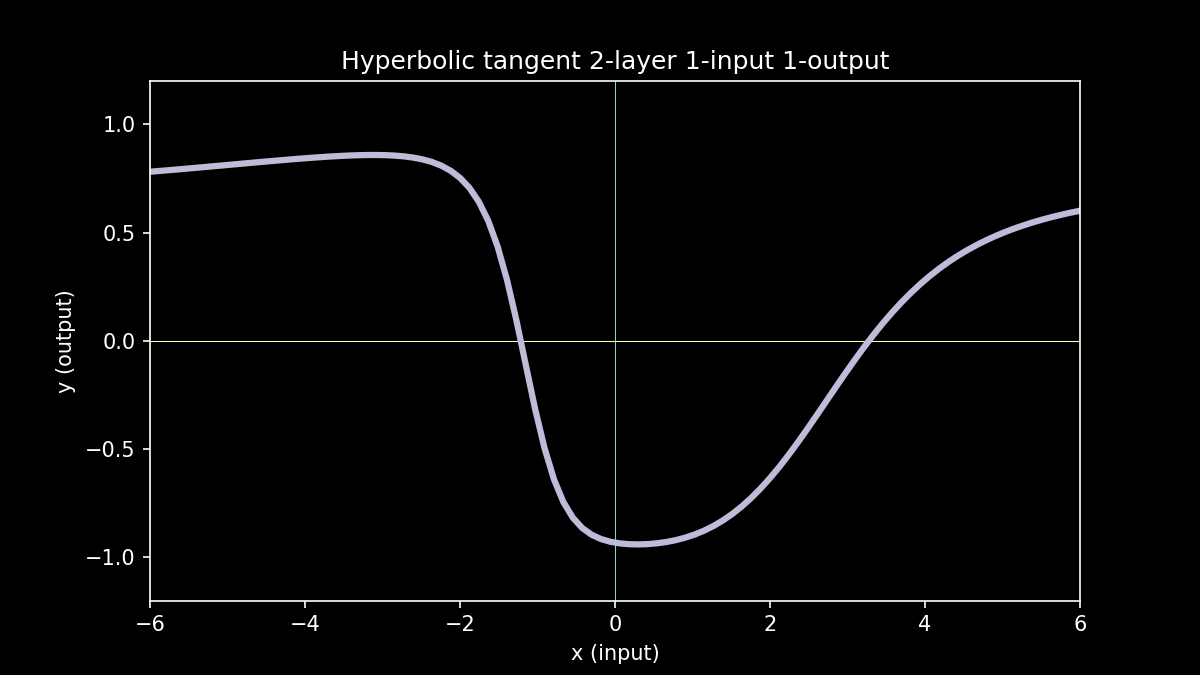 Hyperbolic tangent 2-layer 1-input 1-output
1.0
0.5
0.0
−0.5
−1.0
y (output)
−6 −4 −2 0 2 4 6
x (input)